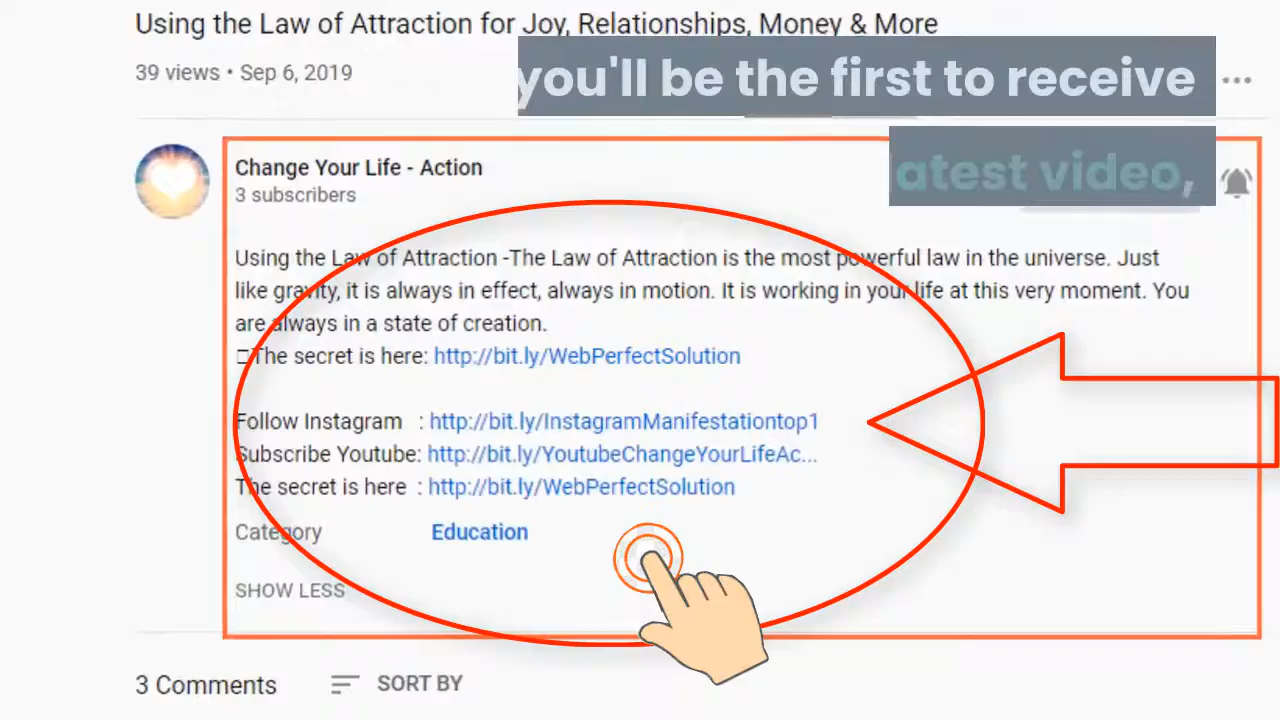 Using the Law of Attraction for Joy, Relationships, Money & More
39 views • Sep 6, 2019
you'll be the first to receive
latest video,
Change Your Life - Action
3 subscribers
Using the Law of Attraction -The Law of Attraction is the most powerful law in the universe. Just
like gravity, it is always in effect, always in motion. It is working in your life at this very moment. You
are always in a state of creation.
The secret is here: http://bit.ly/WebPerfectSolution
Follow Instagram : http://bit.ly/InstagramManifestationtop1
Subscribe Youtube: http://bit.ly/YoutubeChangeYourLifeAc...
The secret is here : http://bit.ly/WebPerfectSolution
Category Education
SHOW LESS
3 Comments SORT BY